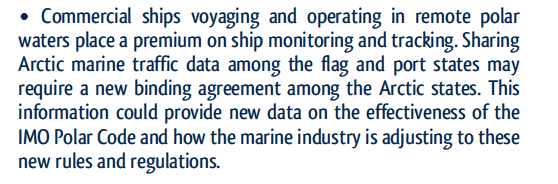 • Commercial ships voyaging and operating in remote polar
waters place a premium on ship monitoring and tracking. Sharing
Arctic marine traffic data among the flag and port states may
require a new binding agreement among the Arctic states. This
information could provide new data on the effectiveness of the
IMO Polar Code and how the marine industry is adjusting to these
new rules and regulations.